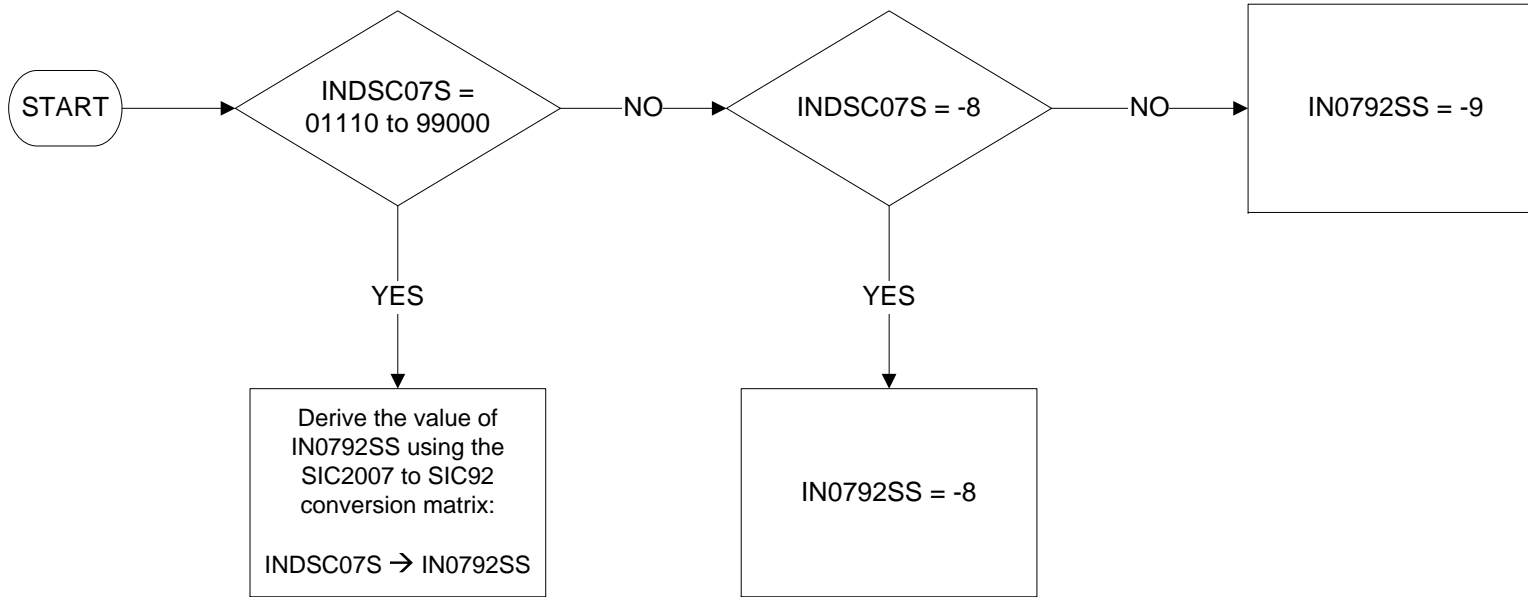 START
INDSC07S =
01110 to 99000
NO
INDSC07S = -8
NO
IN0792SS = -9
YES
YES
Derive the value of
IN0792SS using the
SIC2007 to SIC92
conversion matrix:
INDSC07S → IN0792SS
IN0792SS = -8